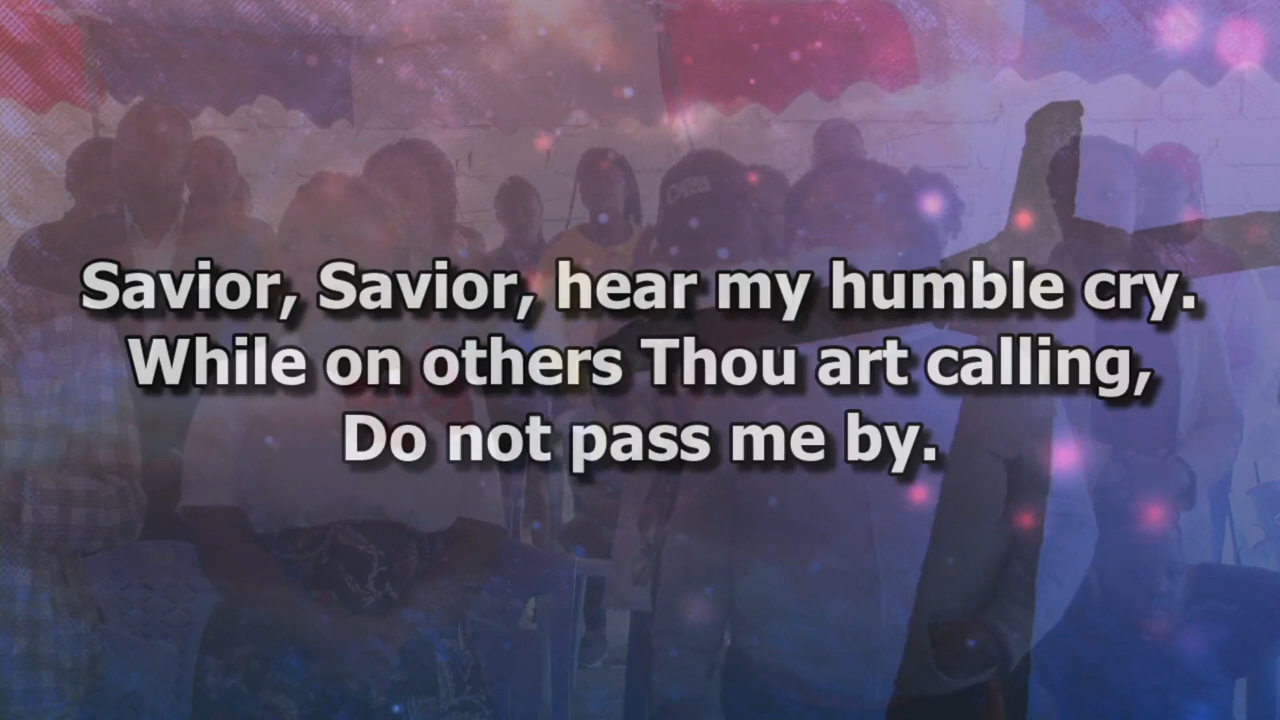 Savior, Savior, hear my humble cry.
While on others Thou art calling,
Do not pass me by.